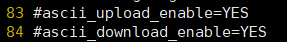 83 #ascii_upload_enable=YES
84 #ascii_download_enable=YES